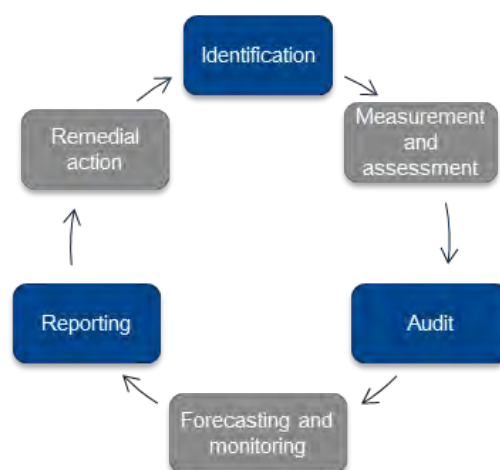 Identification
Measurement
and
assessment
Audit
Forecasting and
monitoring
Reporting
Remedial
action